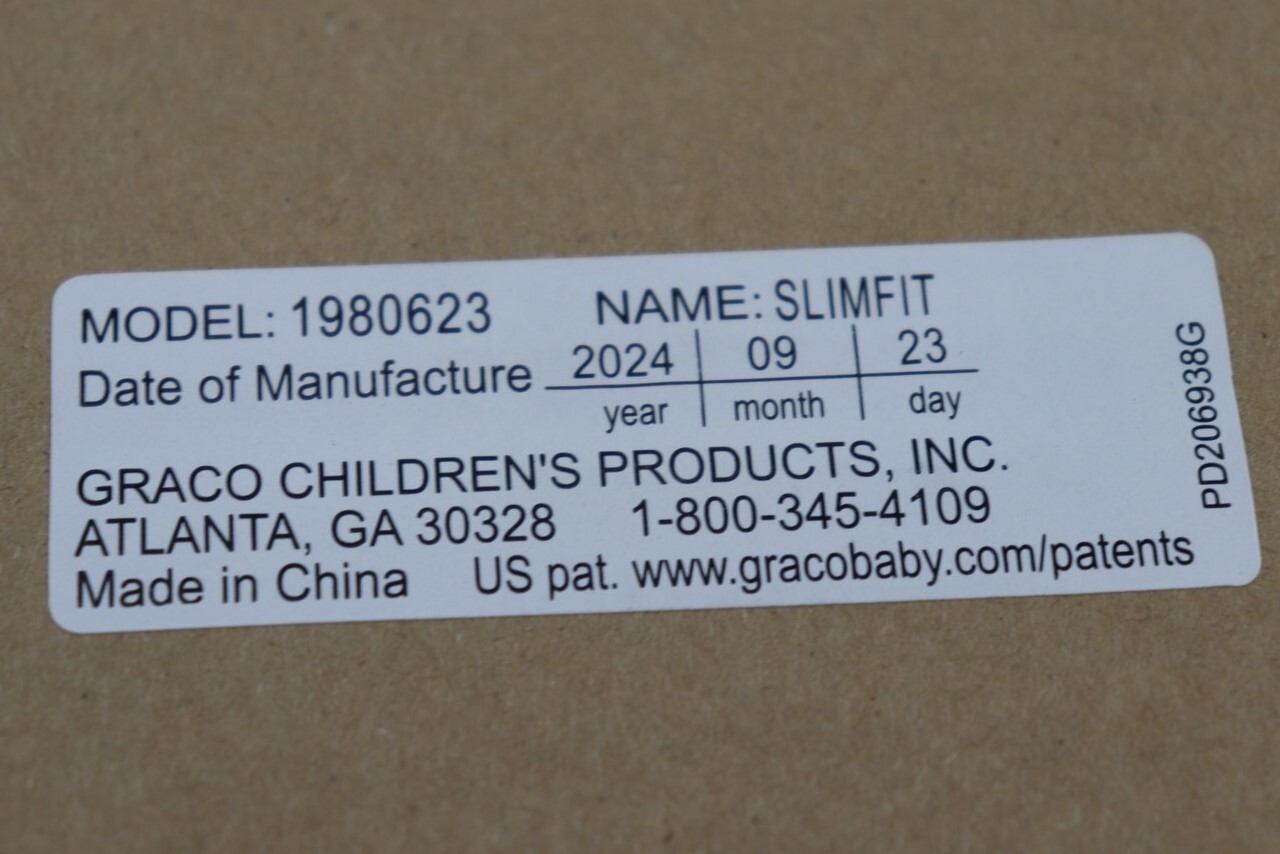 MODEL: 1980623 NAME: SLIMFIT
Date of Manufacture 2024 09 23
year month day
GRACO CHILDREN'S PRODUCTS, INC.
ATLANTA, GA 30328 1-800-345-4109
Made in China US pat. www.gracobaby.com/patents
PD206938G